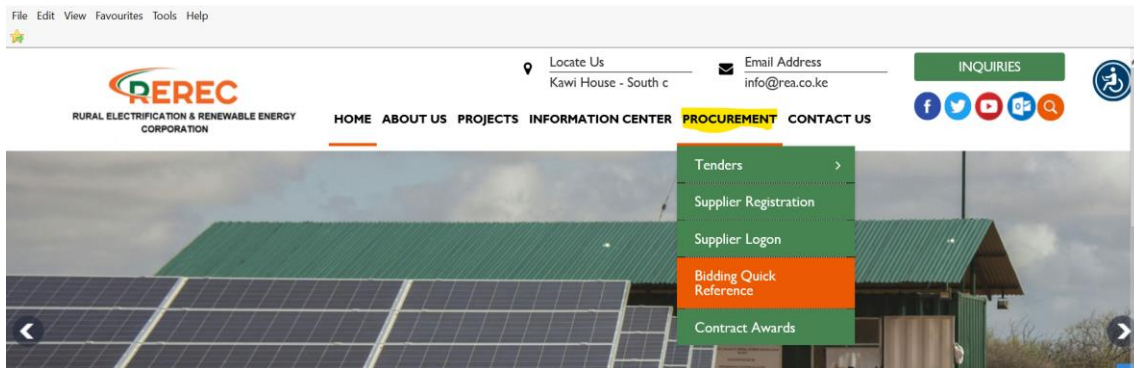 File Edit View Favourites Tools Help
Locate Us
Kawi House - South c
Email Address
info@rea.co.ke
INQUIRIES
REREC
RURAL ELECTRIFICATION & RENEWABLE ENERGY
CORPORATION
HOME ABOUT US PROJECTS INFORMATION CENTER PROCUREMENT CONTACT US
Tenders
Supplier Registration
Supplier Logon
Bidding Quick
Reference
Contract Awards